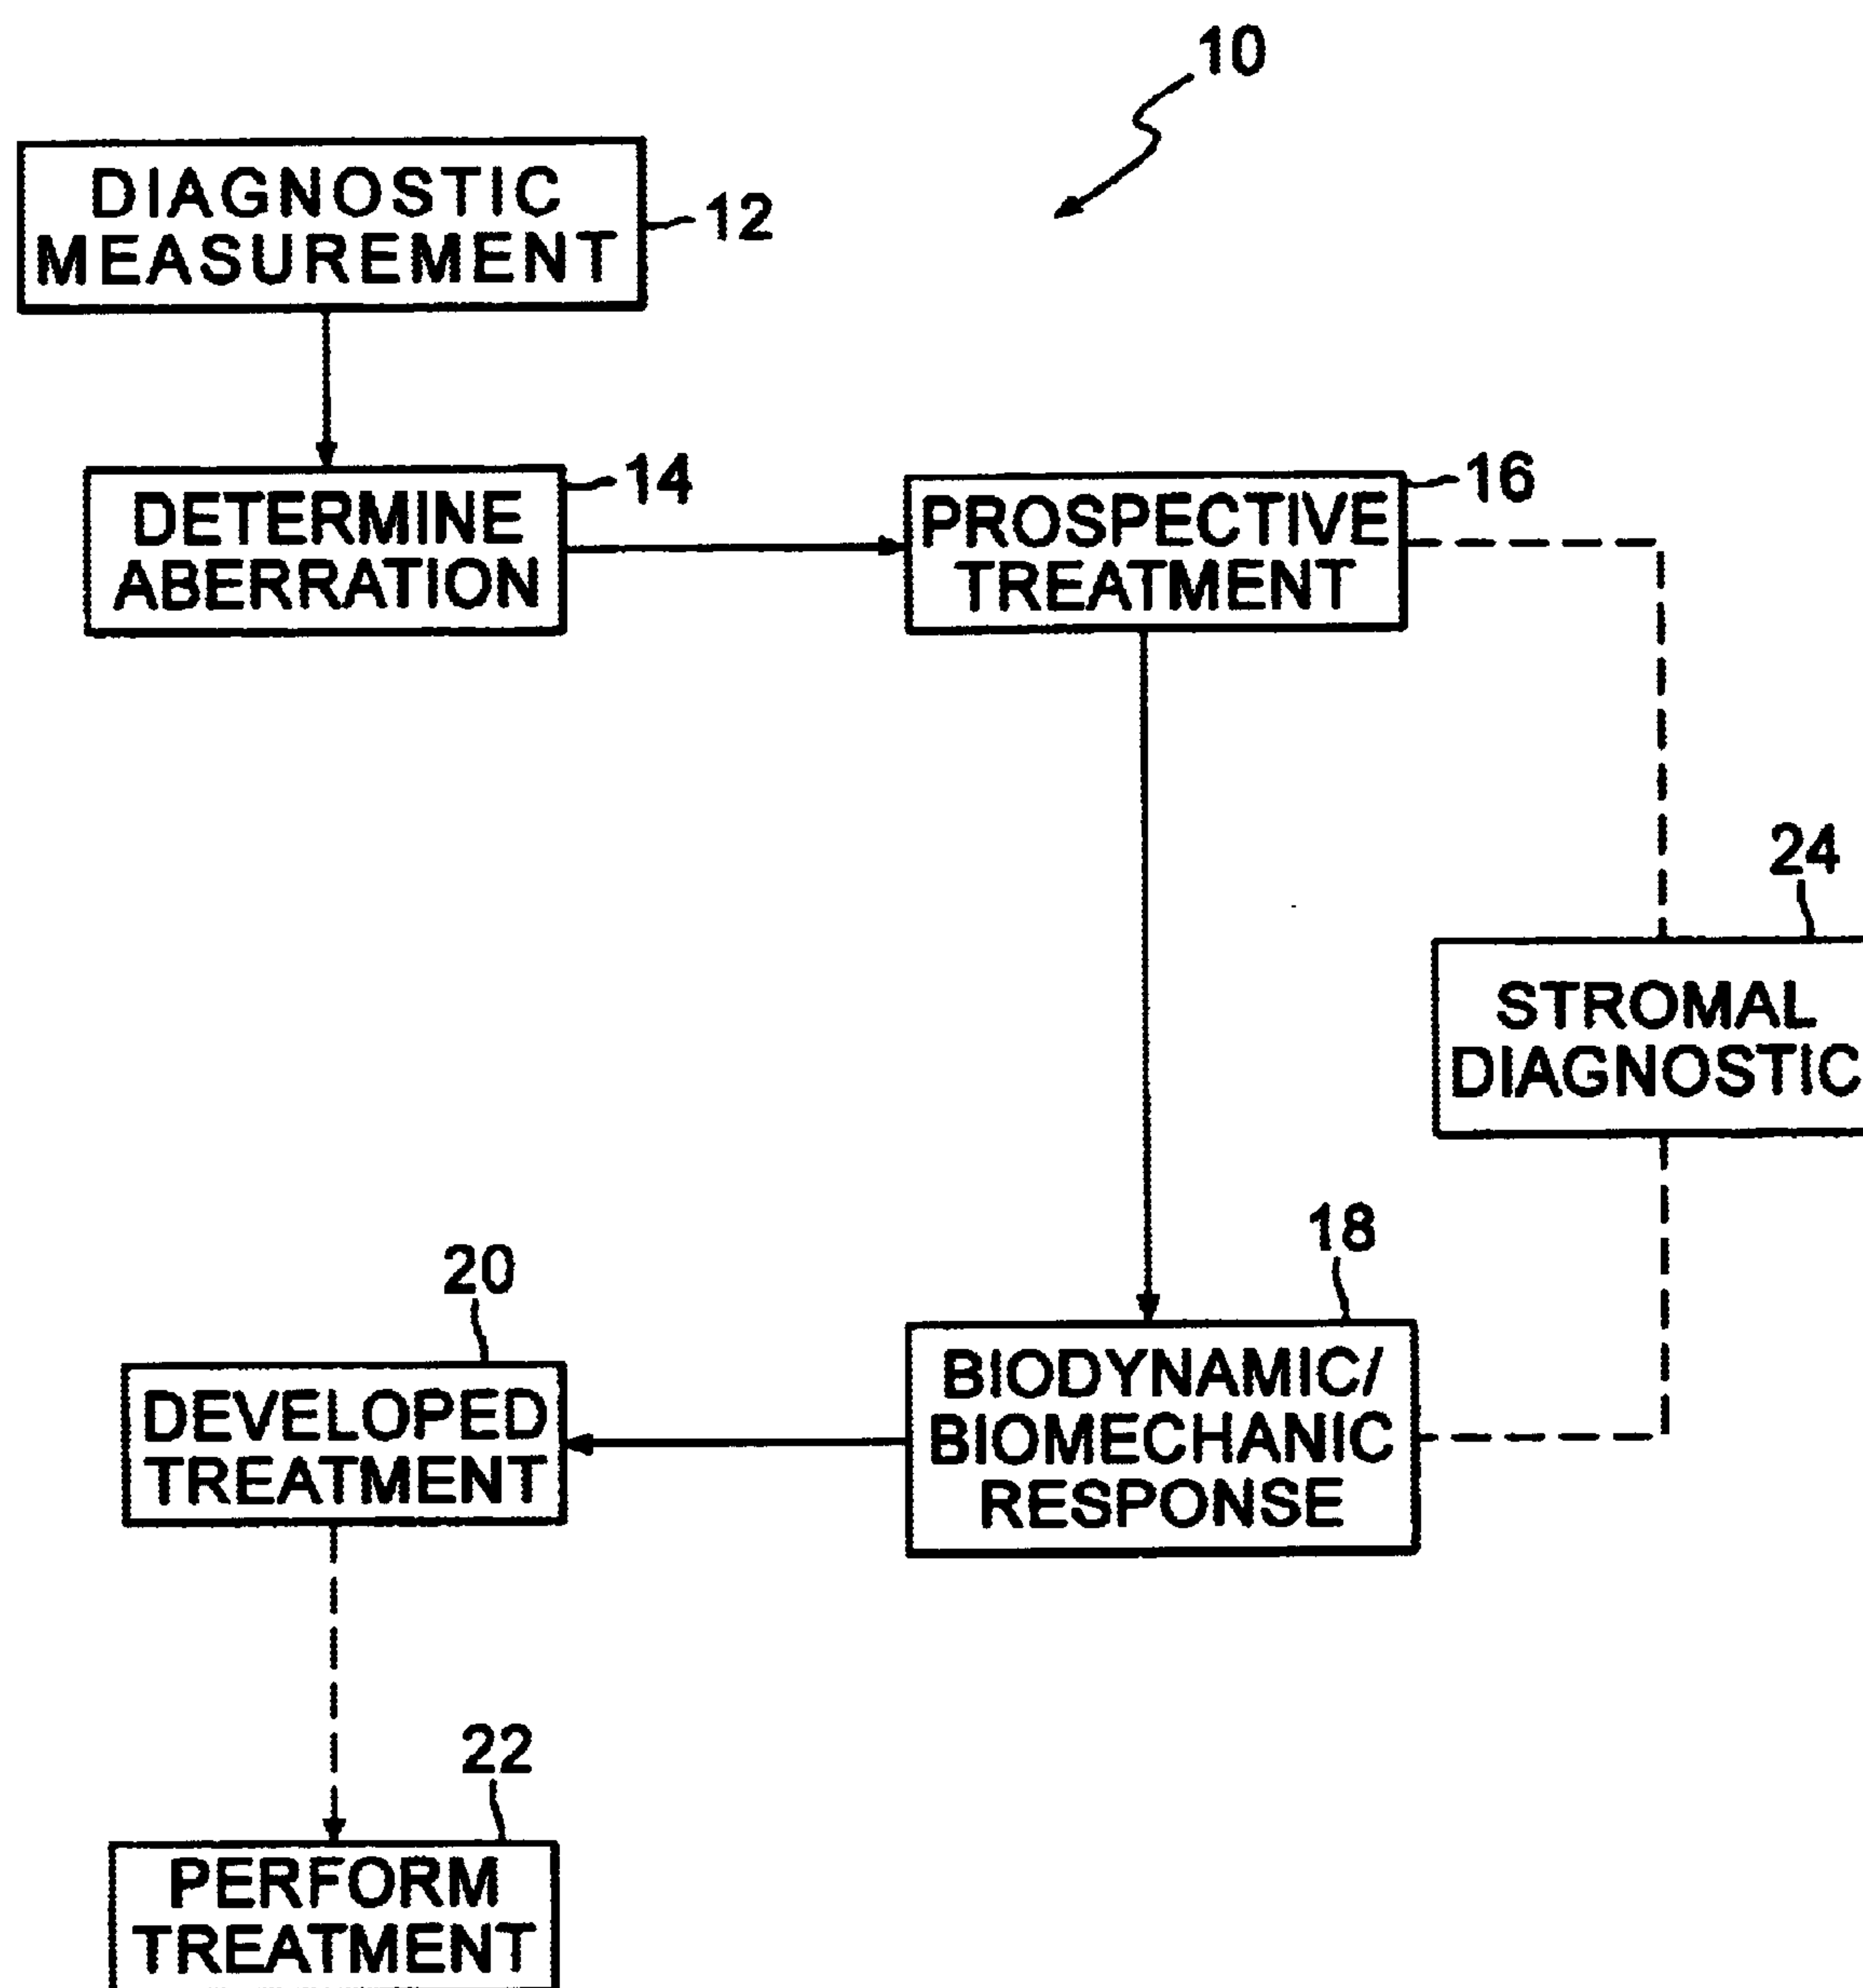 10
DIAGNOSTIC
MEASUREMENT
12
DETERMINE
ABERRATION
14
PROSPECTIVE
TREATMENT
16
24
STROMAL
DIAGNOSTIC
18
BIODYNAMIC/
BIOMECHANIC
RESPONSE
20
DEVELOPED
TREATMENT
22
PERFORM
TREATMENT